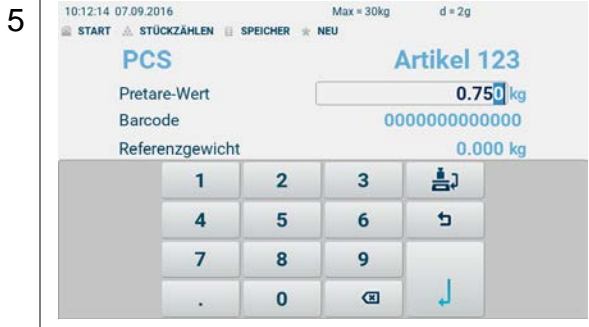 5
10:12:14 07.09.2016 Max = 30kg d = 2g
START STÜCKZÄHLEN SPEICHER NEU
PCS Artikel 123
Pretare-Wert 0.750 kg
Barcode 0000000000000
Referenzgewicht 0.000 kg
1 2 3
4 5 6
7 8 9
. 0